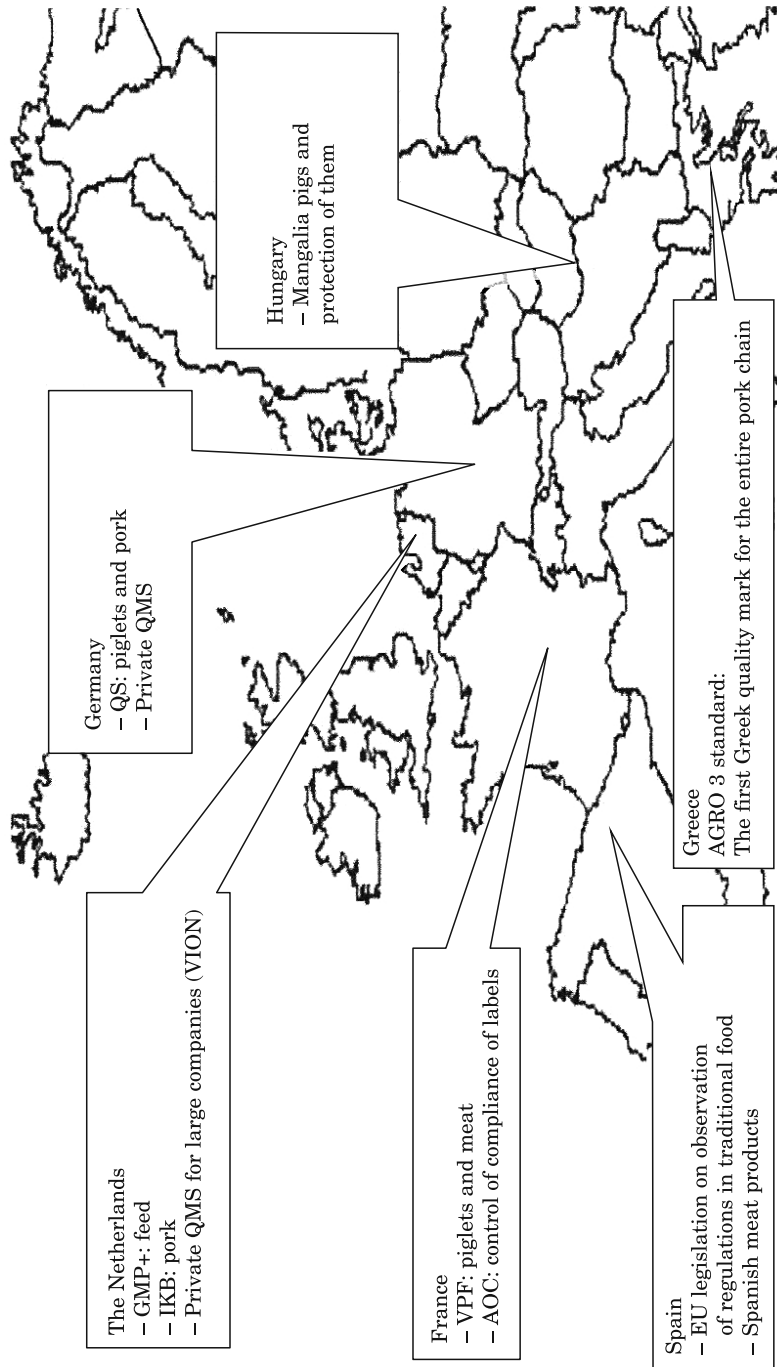 The Netherlands
– GMP+: feed
– IKB: pork
– Private QMS for large companies (VION)
Germany
– QS: piglets and pork
– Private QMS
Hungary
– Mangalia pigs and
protection of them
France
– VPF: piglets and meat
– AOC: control of compliance of labels
Spain
– EU legislation on observation
of regulations in traditional food
– Spanish meat products
Greece
AGRO 3 standard:
The first Greek quality mark for the entire pork chain